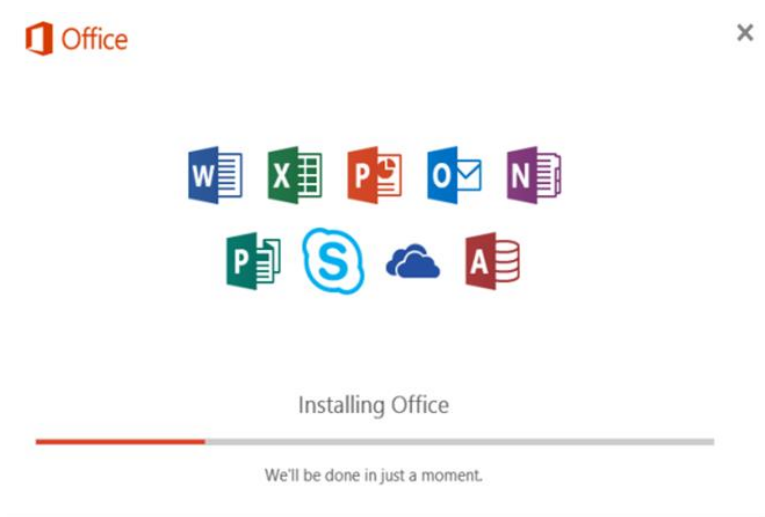 Office
W X P O N
P S A
Installing Office
We'll be done in just a moment.